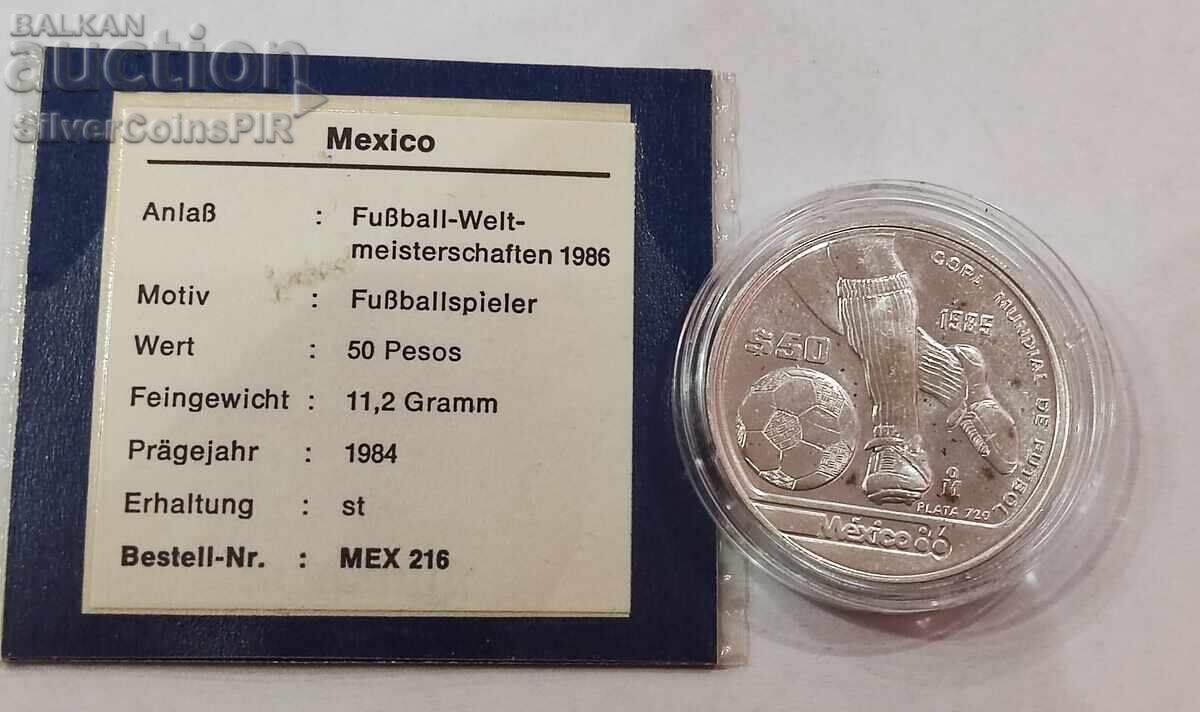 BALKAN
auction
SilverCoinsPIR
Mexico
Anlaß : Fußball-Welt-
meisterschaften 1986
Motiv : Fußballspieler
Wert : 50 Pesos
Feingewicht : 11,2 Gramm
Prägejahr : 1984
Erhaltung : st
Bestell-Nr. : MEX 216
COPA MUNDIAL DE FUTBOL
1985
$50
M
PLATA 720
México 86